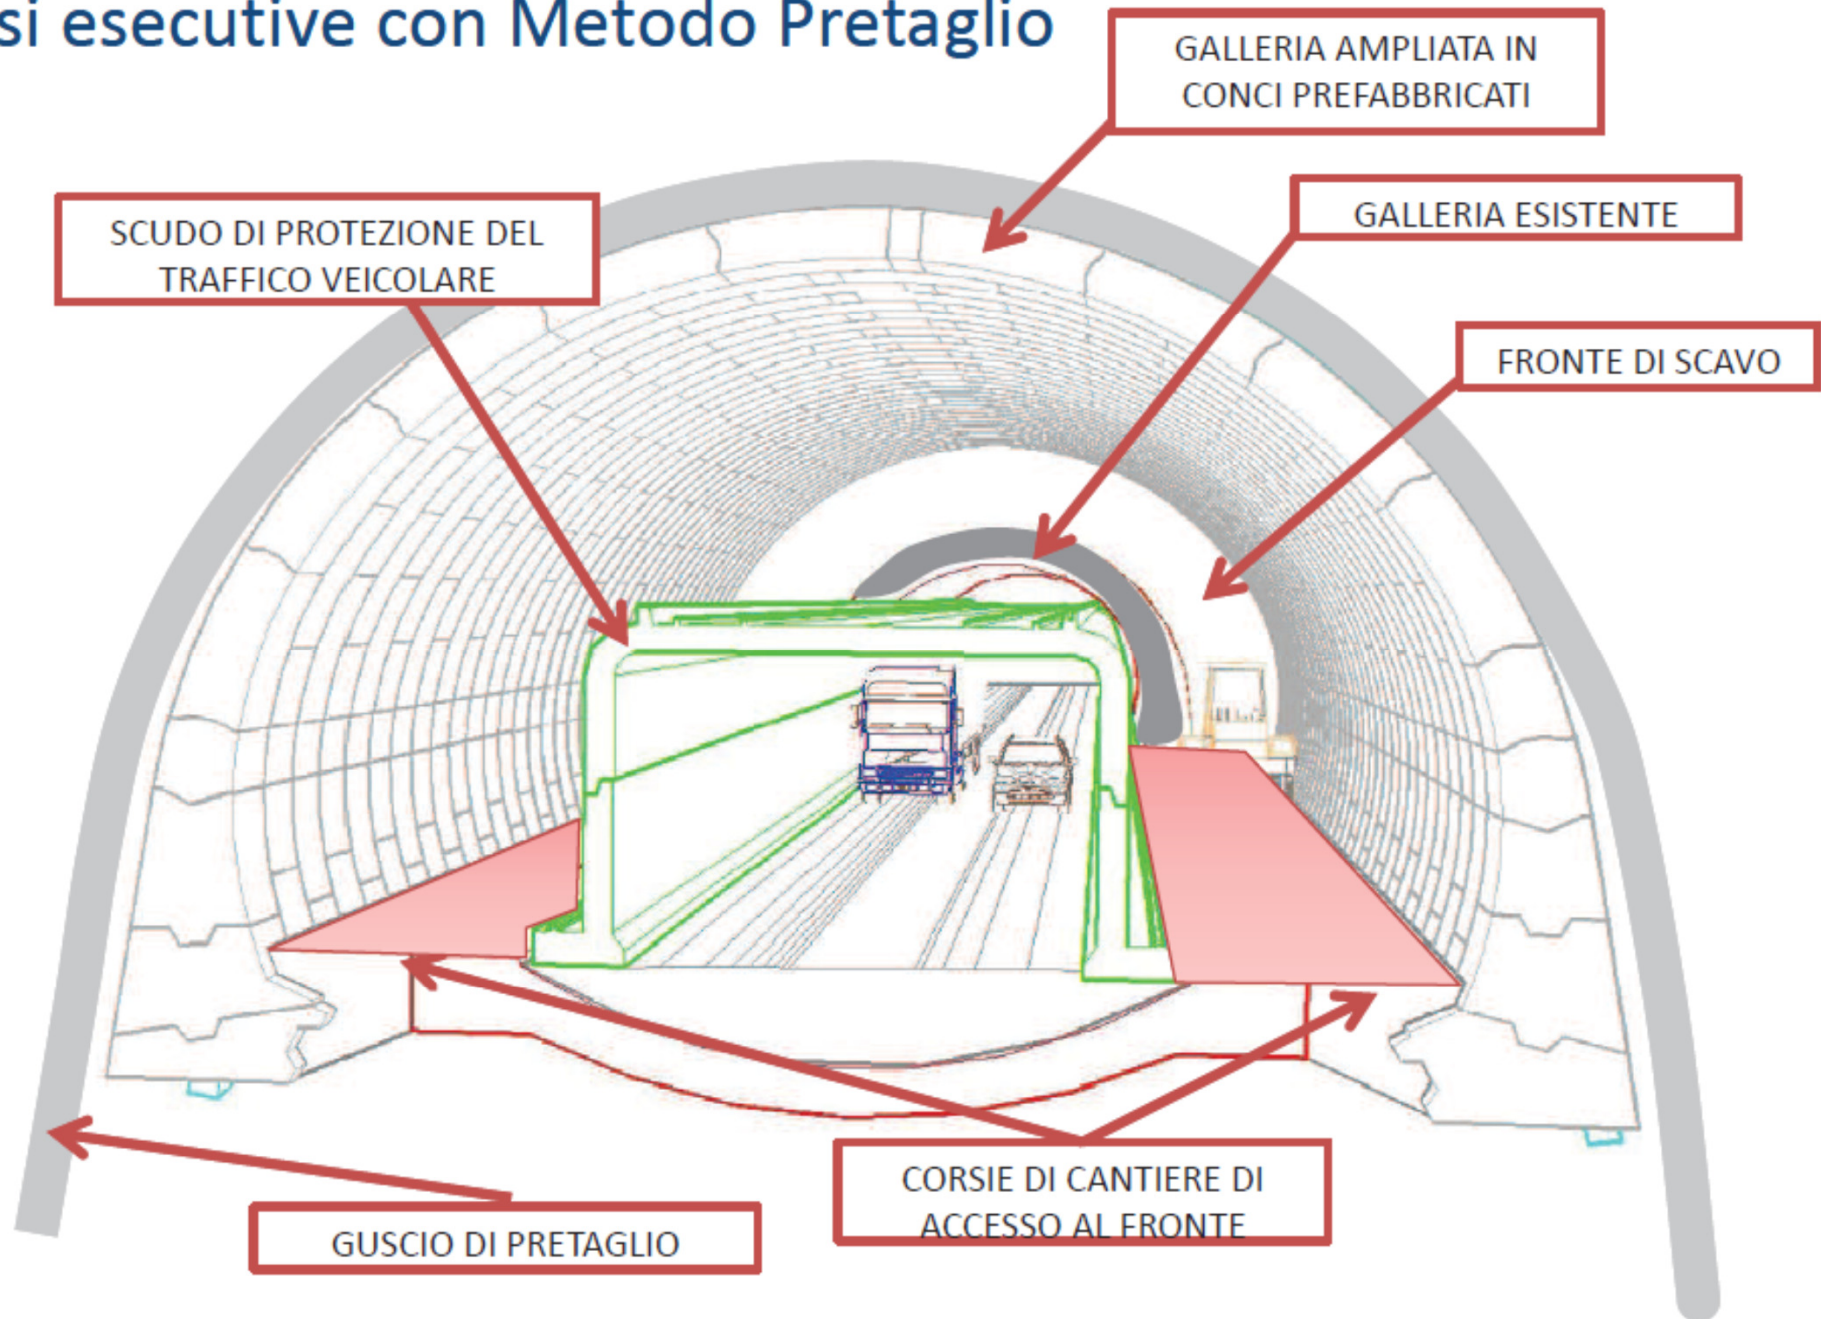 si esecutive con Metodo Pretaglio
GALLERIA AMPLIATA IN
CONCI PREFABBRICATI
GALLERIA ESISTENTE
SCUDO DI PROTEZIONE DEL
TRAFFICO VEICOLARE
FRONTE DI SCAVO
CORSIE DI CANTIERE DI
ACCESSO AL FRONTE
GUSCIO DI PRETAGLIO